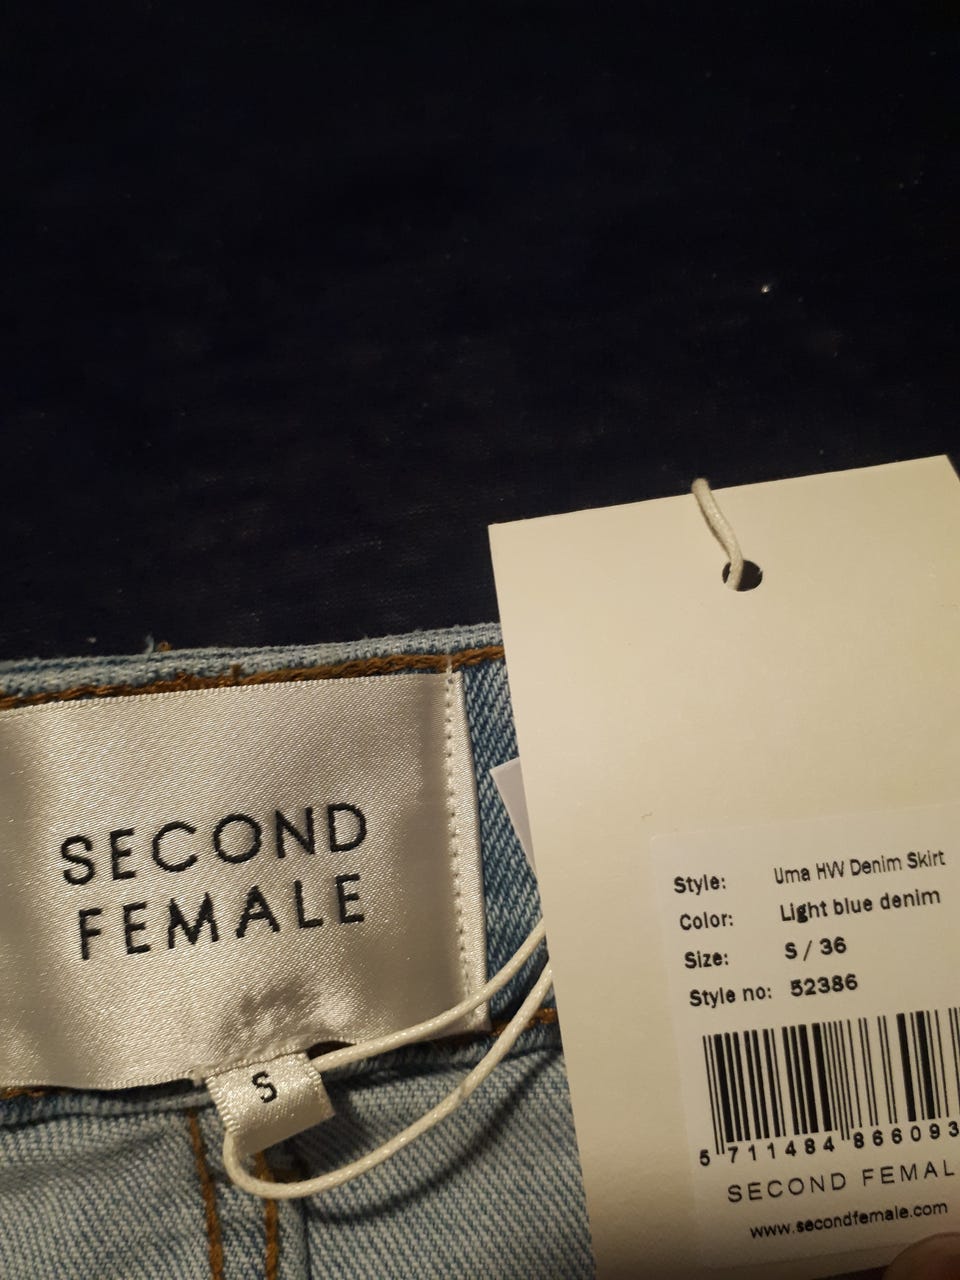 SECOND
FEMALE
S
Style: Uma HW Denim Skirt
Color: Light blue denim
Size: S / 36
Style no: 52386
5 711484 866093
SECOND FEMAL
www.secondfemale.com